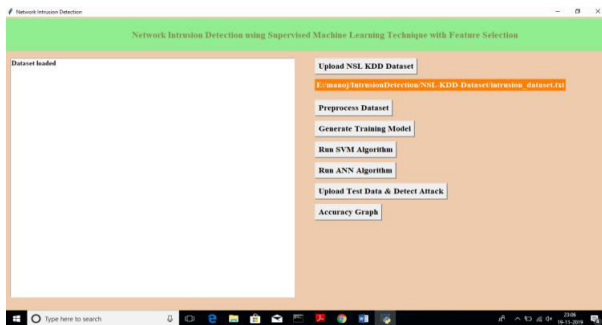 Network Intrusion Detection
Network Intrusion Detection using Supervised Machine Learning Technique with Feature Selection
Dataset loaded
Upload NSL KDD Dataset
E:/manoj/IntrusionDetection/NSL-KDD-Dataset/intrusion_dataset.txt
Preprocess Dataset
Generate Training Model
Run SVM Algorithm
Run ANN Algorithm
Upload Test Data & Detect Attack
Accuracy Graph
Type here to search
23:08
19-11-2019